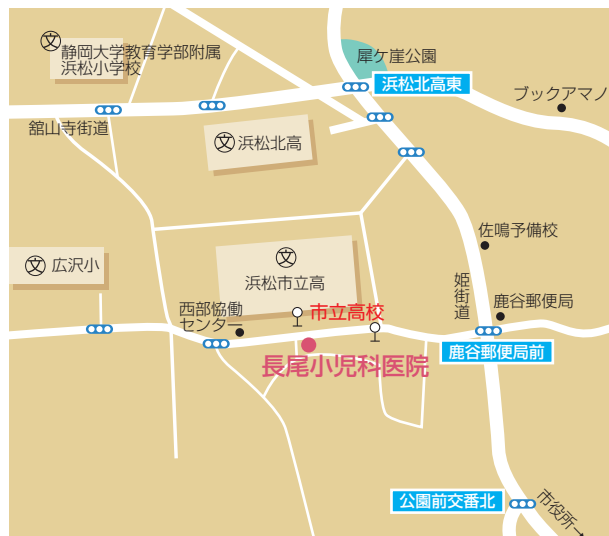 静岡大学教育学部附属
浜松小学校
犀ケ崖公園
浜松北高東
ブックアマノ
舘山寺街道
文
文
浜松北高
佐鳴予備校
文
広沢小
文
浜松市立高
姫街道
鹿谷郵便局
西部協働
センター
市立高校
鹿谷郵便局前
長尾小児科医院
公園前交番北
市役所→